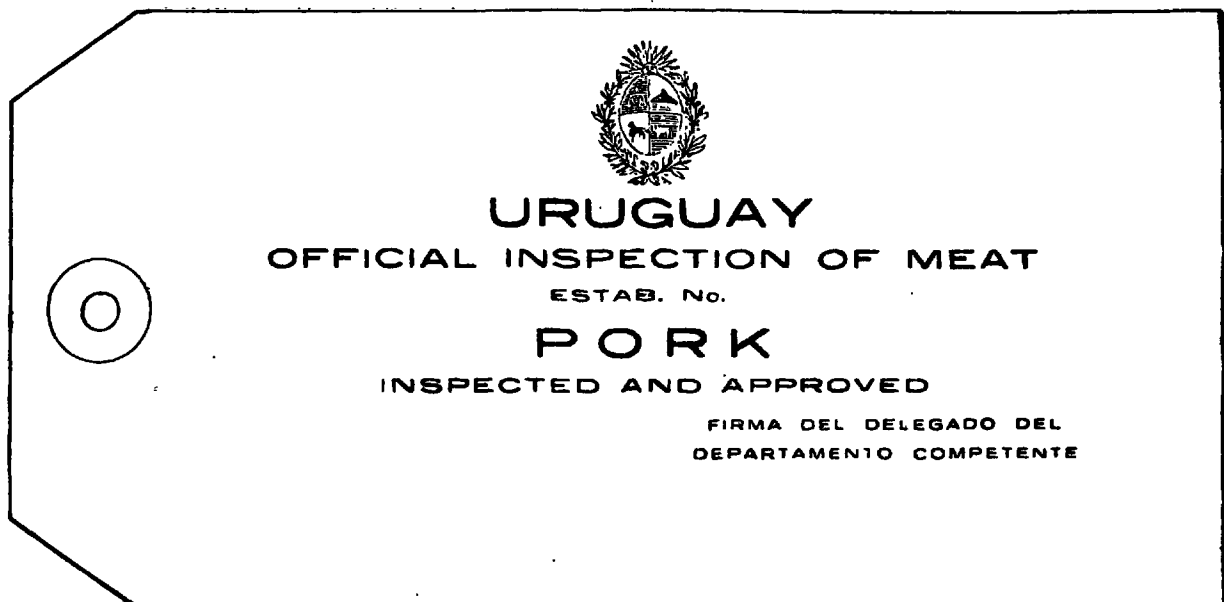 URUGUAY
OFFICIAL INSPECTION OF MEAT
ESTAB. No.
PORK
INSPECTED AND APPROVED
FIRMA DEL DELEGADO DEL
DEPARTAMENTO COMPETENTE